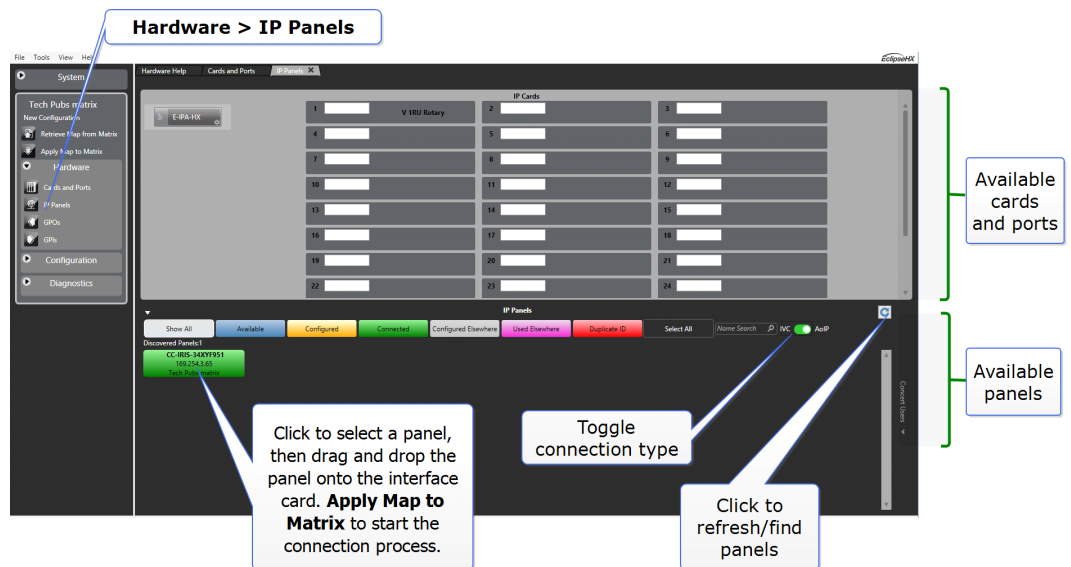 Hardware > IP Panels
File Tools View Hel
EclipseHX
System
Hardware Help Cards and Ports IP Panels X
Tech Pubs matrix
New Configuration
Retrieve Map from Matrix
Apply Map to Matrix
Hardware
Cards and Ports
IP Panels
GPOs
GPIs
Configuration
Diagnostics
E-IPA-HX
IP Cards
1 V 1RU Rotary 2 3
4 5 6
7 8 9
10 11 12
13 14 15
16 17 18
19 20 21
22 23 24
Available
cards
and ports
IP Panels
Show All Available Configured Connected Configured Elsewhere Used Elsewhere Duplicate ID Select All Name Search IVC AoIP
Discovered Panels:1
CC-IRIS-34XYF951
169.254.3.65
Tech Pubs matrix
Concert Users
Available
panels
Click to select a panel,
then drag and drop the
panel onto the interface
card. Apply Map to
Matrix to start the
connection process.
Toggle
connection type
Click to
refresh/find
panels